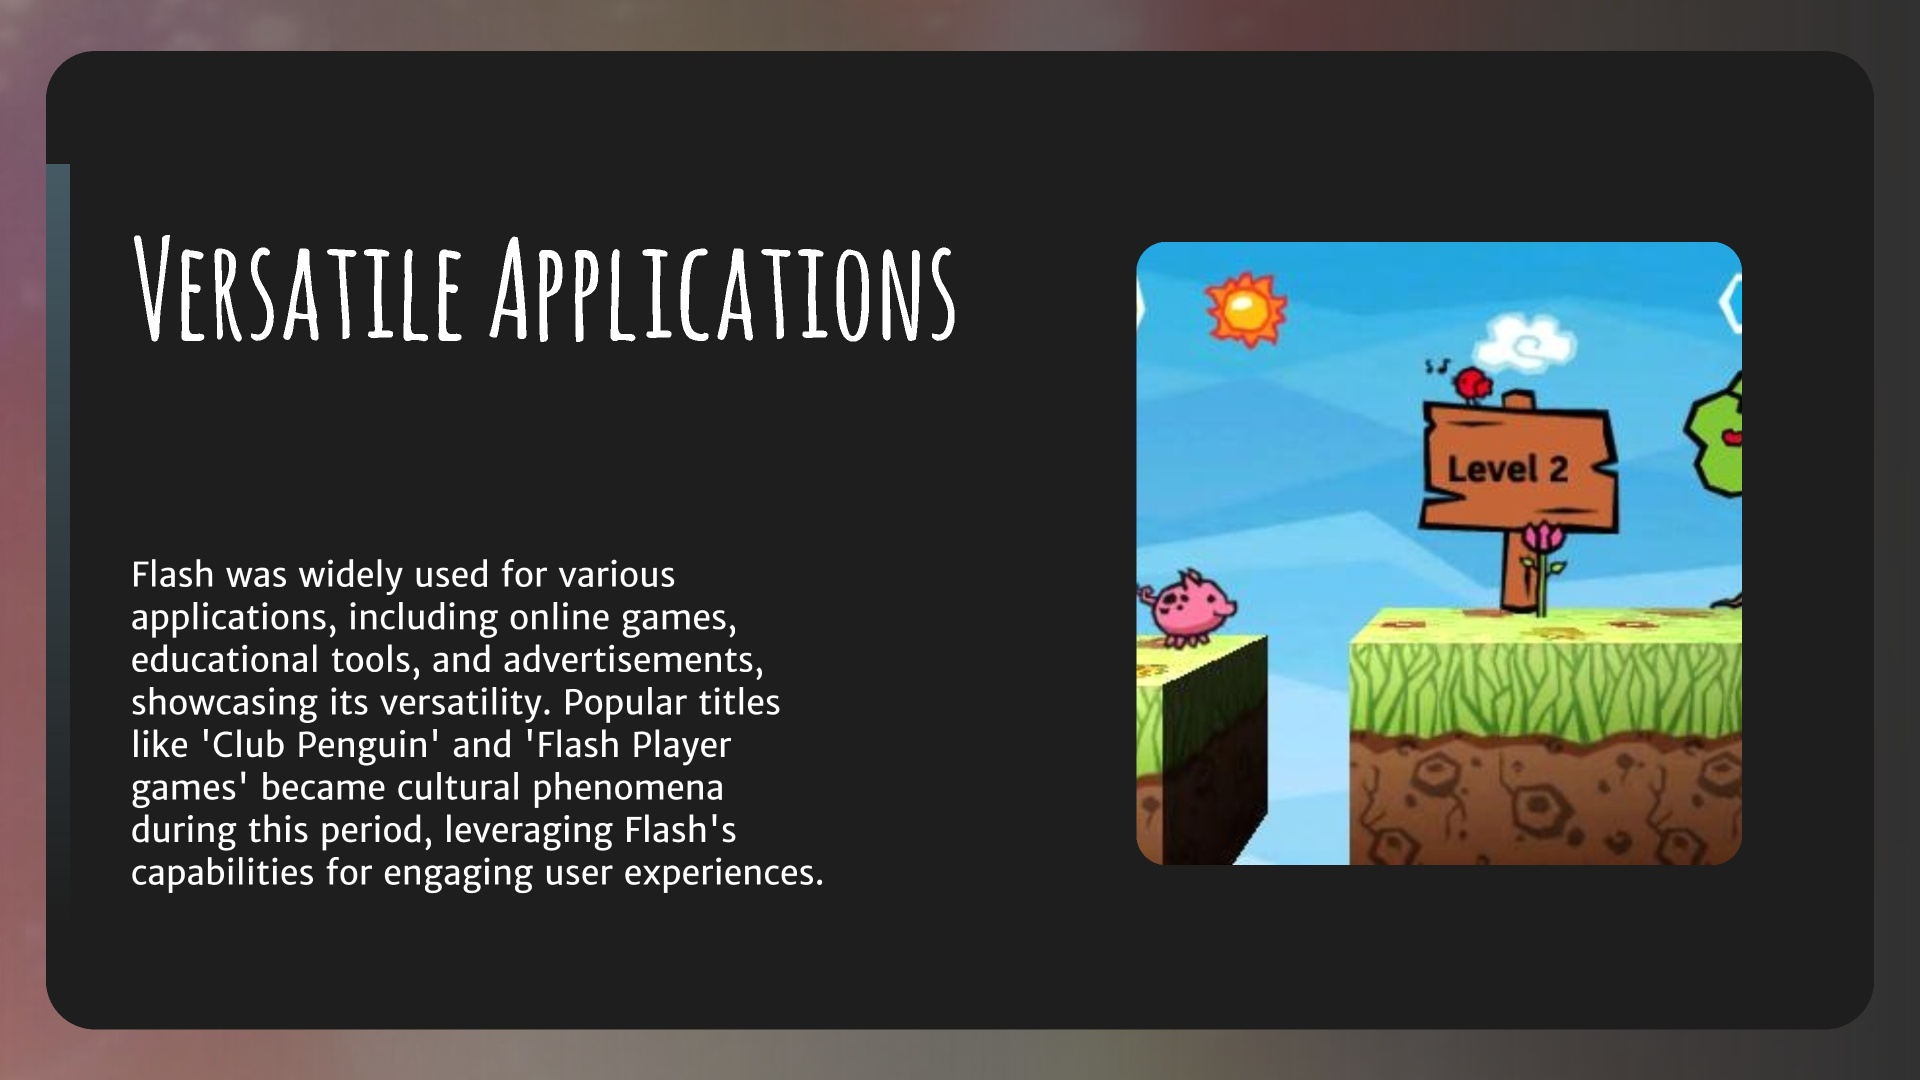 Versatile Applications
Flash was widely used for various
applications, including online games,
educational tools, and advertisements,
showcasing its versatility. Popular titles
like 'Club Penguin' and 'Flash Player
games' became cultural phenomena
during this period, leveraging Flash's
capabilities for engaging user experiences.
Level 2